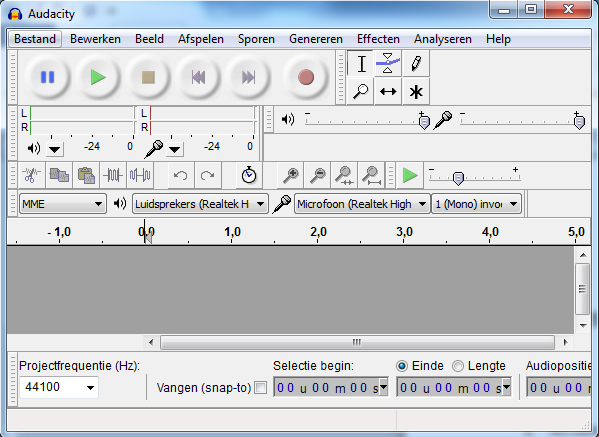 Audacity
Bestand Bewerken Beeld Afspelen Sporen Genereren Effecten Analyseren Help
L L
R R
-24 0 -24 0
MME Luidsprekers (Realtek H Microfoon (Realtek High 1 (Mono) invoe
- 1,0 0,0 1,0 2,0 3,0 4,0 5,0
Projectfrequentie (Hz): Selectie begin: Einde Lengte Audiopositie
44100 Vangen (snap-to) 00 u 00 m 00 s 00 u 00 m 00 s 00 u 00